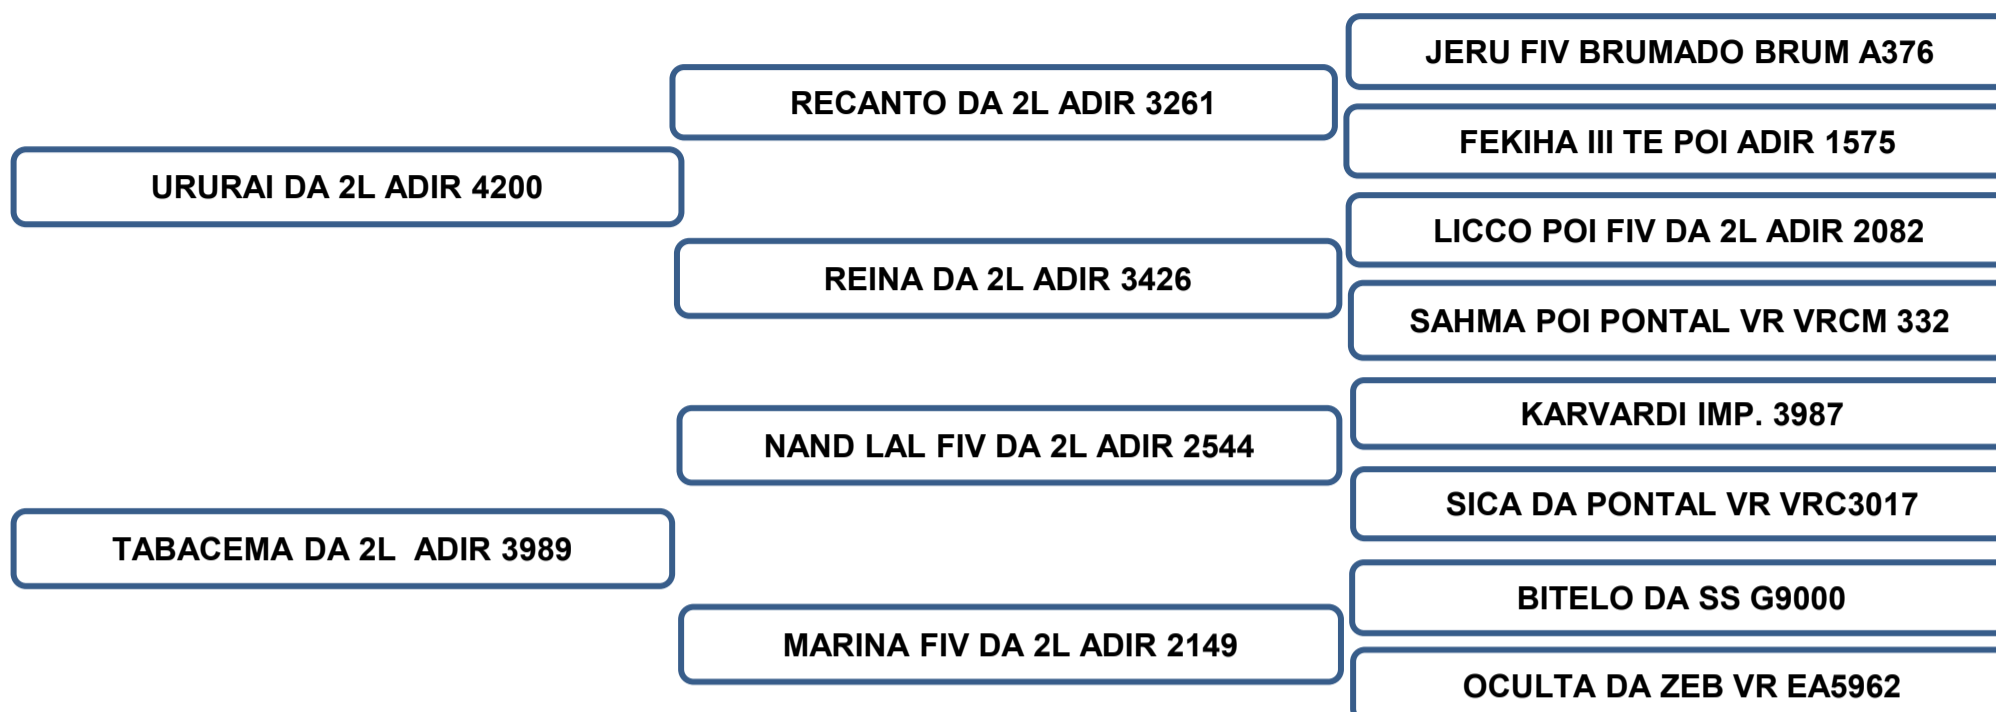 JERU FIV BRUMADO BRUM A376
RECANTO DA 2L ADIR 3261
FEKIHA III TE POI ADIR 1575
URURAI DA 2L ADIR 4200
LICCO POI FIV DA 2L ADIR 2082
REINA DA 2L ADIR 3426
SAHMA POI PONTAL VR VRCM 332
KARVARDI IMP. 3987
NAND LAL FIV DA 2L ADIR 2544
SICA DA PONTAL VR VRC3017
TABACEMA DA 2L  ADIR 3989
BITELO DA SS G9000
MARINA FIV DA 2L ADIR 2149
OCULTA DA ZEB VR EA5962